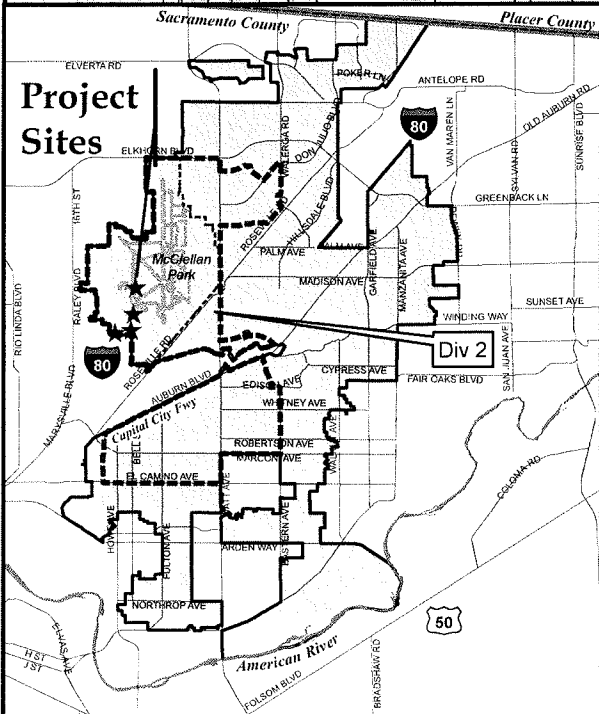 Sacramento County
Placer County
ELVERTA RD
POKER LN
ANTELOPE RD
Project
Sites
80
OLD AUBURN RD
VAN MAREN LN
SYLVAN RD
SUNRISE BLVD
WALERGA RD
DON JULIO BLVD
ELKHORN BLVD
16TH ST
HILLSDALE BLVD
GREENBACK LN
McClellan
Park
PALM AVE
GARFIELD AVE
MANZANITA AVE
MADISON AVE
RALEY BLVD
RIO LINDA BLVD
SUNSET AVE
WINDING WAY
Div 2
80
ROSEVILLE RD
SAN JUAN AVE
MARYSVILLE BLVD
CYPRESS AVE
FAIR OAKS BLVD
EDISON AVE
AUBURN BLVD
WHITNEY AVE
Capital City Fwy
ROBERTSON AVE
MARCONI AVE
EL CAMINO AVE
COLOMA RD
FULTON AVE
EASTERN AVE
ARDEN WAY
NORTHROP AVE
50
ELVAS AVE
H ST
J ST
American River
FOLSOM BLVD
BRADSHAW RD